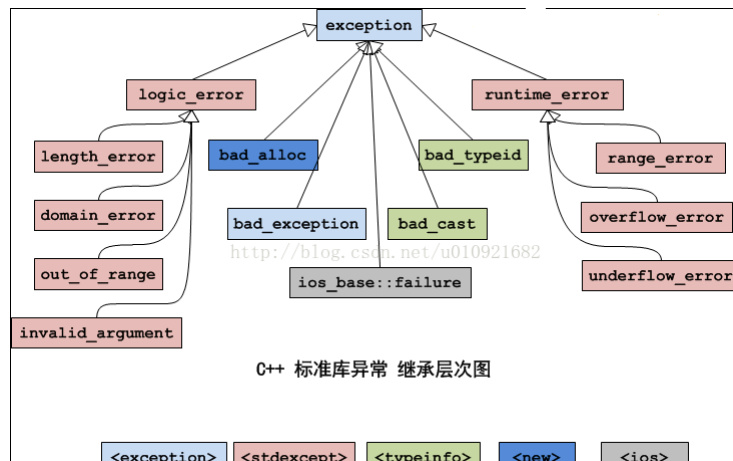 exception
logic_error
runtime_error
length_error
bad_alloc
bad_typeid
range_error
domain_error
bad_exception
bad_cast
overflow_error
http://blog.csdn.net/u010921682
out_of_range
ios_base::failure
underflow_error
invalid_argument
C++ 标准库异常 继承层次图
<exception> <stdexcept> <typeinfo> <new> <ios>